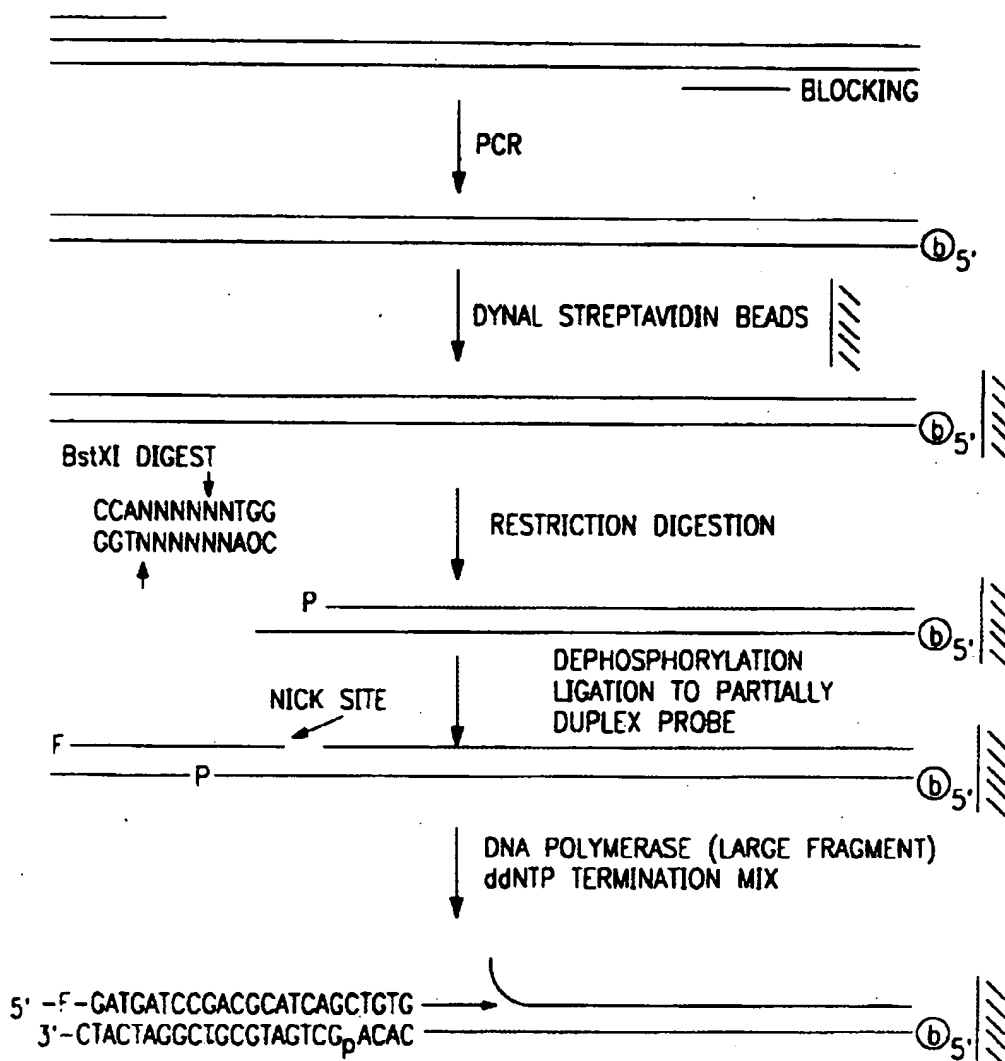 BLOCKING
PCR
b 5'
DYNAL STREPTAVIDIN BEADS
b 5'
BstXI DIGEST
CCANNNNNNTGG
GGTNNNNNNAOC
RESTRICTION DIGESTION
P
b 5'
DEPHOSPHORYLATION
LIGATION TO PARTIALLY
DUPLEX PROBE
NICK SITE
F
P
b 5'
DNA POLYMERASE (LARGE FRAGMENT)
ddNTP TERMINATION MIX
5' -F-GATGATCCGACGCATCAGCTGTG
3'-CTACTAGGCTGCGTAGTCGpACAC
b 5'